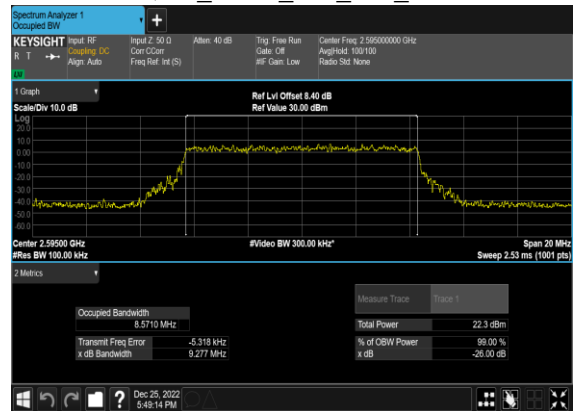 Spectrum Analyzer 1
Occupied BW
+
KEYSIGHT Input: RF Input Z: 50 Ω Atten: 40 dB Trig: Free Run Center Freq: 2.595000000 GHz
R T Coupling: DC Corr CCorr Gate: Off Avg|Hold: 100/100
Align: Auto Freq Ref: Int (S) #IF Gain: Low Radio Std: None
LXI
1 Graph
Ref Lvl Offset 8.40 dB
Scale/Div 10.0 dB Ref Value 30.00 dBm
Log
20.0
10.0
0.00
-10.0
-20.0
-30.0
-40.0
-50.0
-60.0
Center 2.59500 GHz #Video BW 300.00 kHz* Span 20 MHz
#Res BW 100.00 kHz Sweep 2.53 ms (1001 pts)
2 Metrics
Measure Trace Trace 1
Occupied Bandwidth
8.5710 MHz Total Power 22.3 dBm
Transmit Freq Error -5.318 kHz % of OBW Power 99.00 %
x dB Bandwidth 9.277 MHz x dB -26.00 dB
? Dec 25, 2022
5:49:14 PM